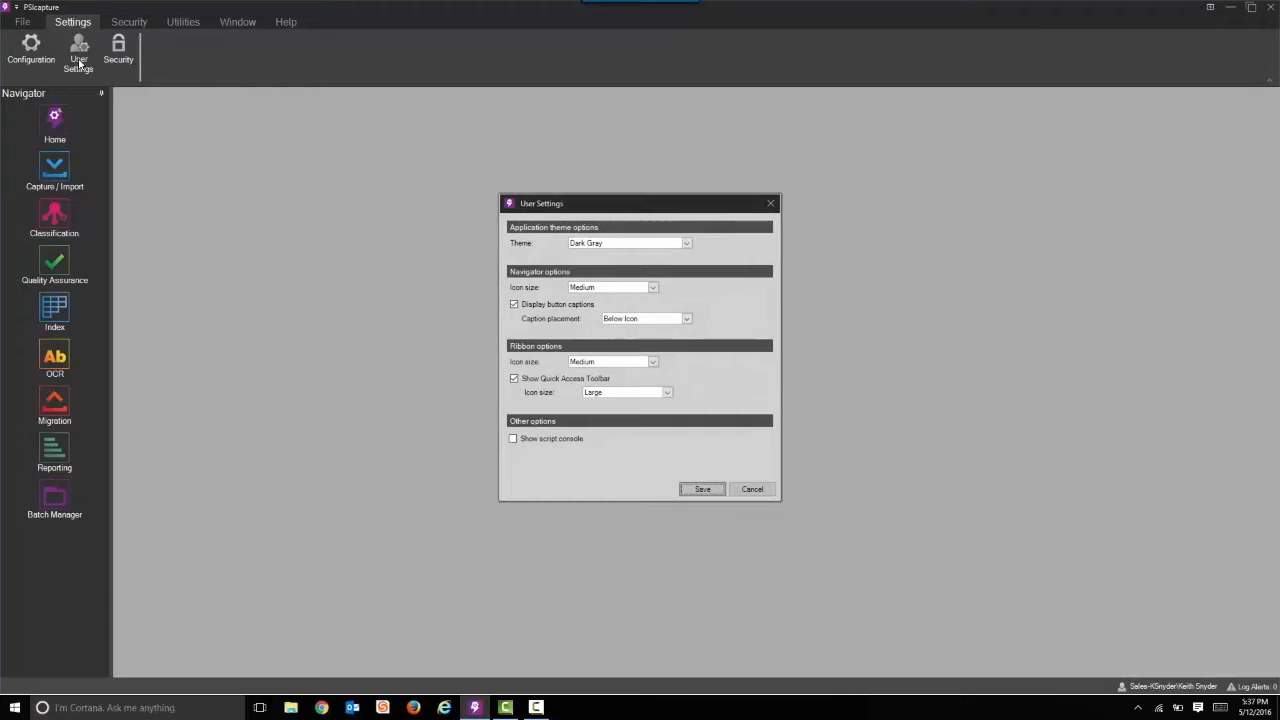 PSIcapture
File Settings Security Utilities Window Help
Configuration User Settings Security
Navigator
Home
Capture / Import
Classification
Quality Assurance
Index
Ab
OCR
Migration
Reporting
Batch Manager
User Settings
Application theme options
Theme: Dark Gray
Navigator options
Icon size: Medium
Display button captions
Caption placement: Below Icon
Ribbon options
Icon size: Medium
Show Quick Access Toolbar
Icon size: Large
Other options
Show script console
Save Cancel
Sales-KSnyder\Keith Snyder Log Alerts: 0
I'm Cortana. Ask me anything.
5:37 PM
5/12/2016